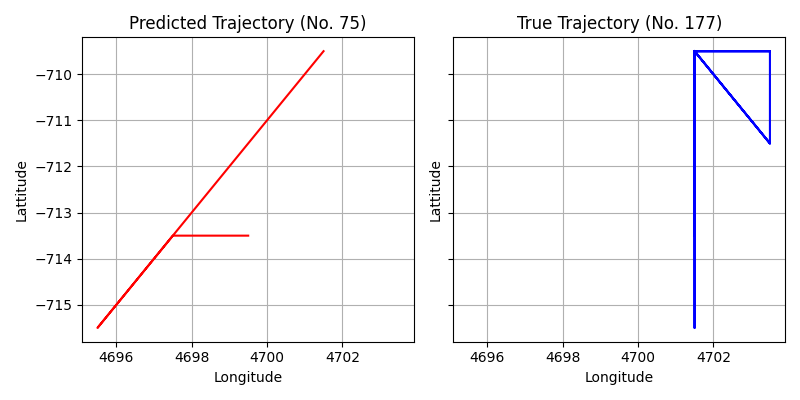 Predicted Trajectory (No. 75)
True Trajectory (No. 177)
−710
−711
−712
−713
−714
−715
Lattitude
Lattitude
4696
4698
4700
4702
4696
4698
4700
4702
Longitude
Longitude